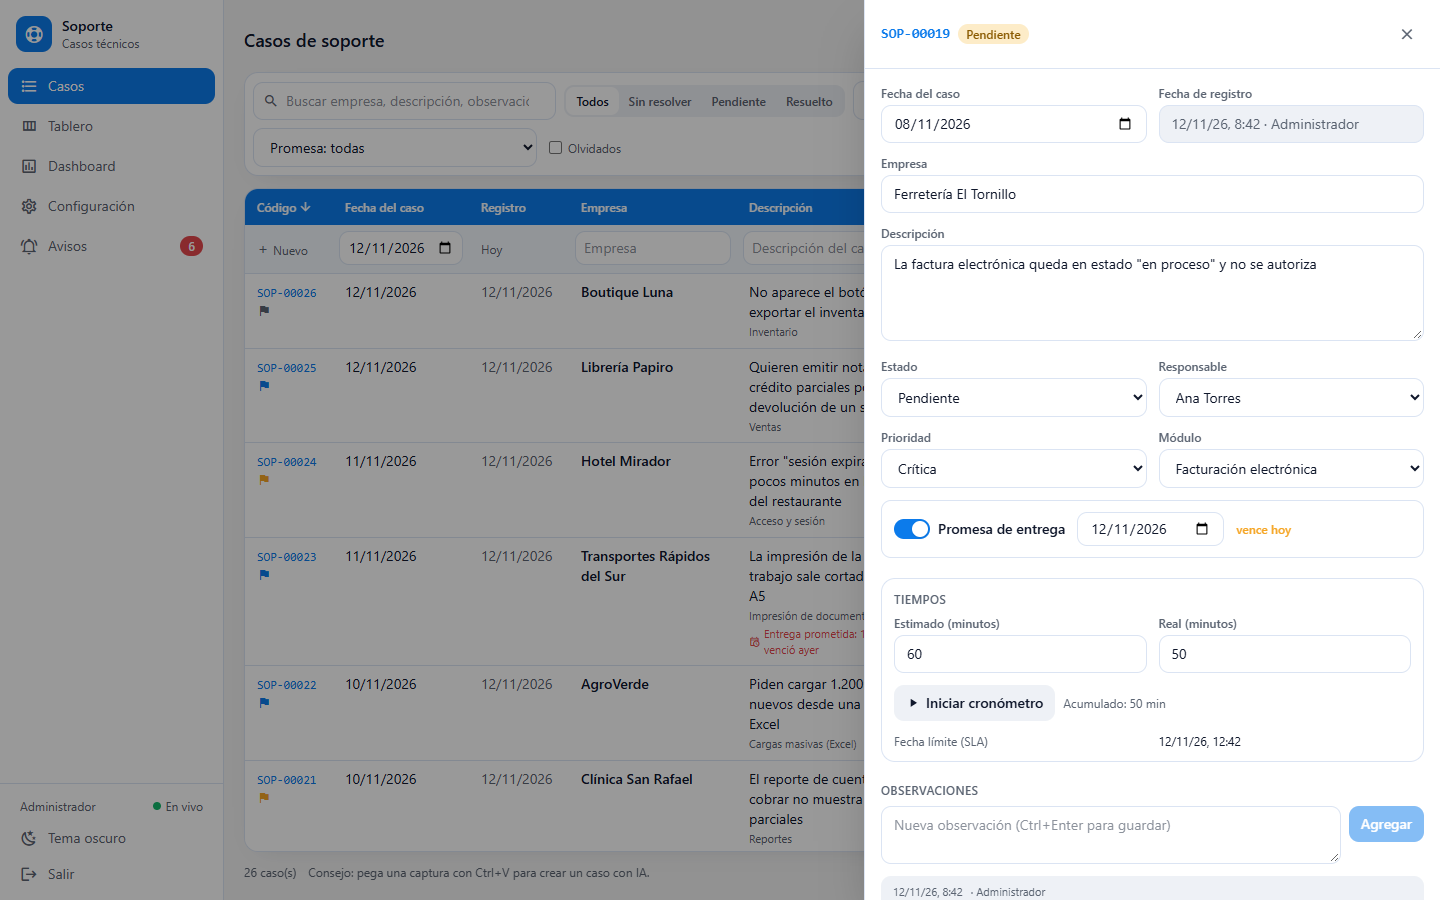 Soporte
Casos técnicos
Casos
Tablero
Dashboard
Configuración
Avisos
6
Administrador
En vivo
Tema oscuro
Salir
Casos de soporte
Buscar empresa, descripción, observaci
Todos
Sin resolver
Pendiente
Resuelto
Promesa: todas
Olvidados
Código
Fecha del caso
Registro
Empresa
Descripción
+ Nuevo
12/11/2026
Hoy
Empresa
Descripción del ca
SOP-00026
12/11/2026
12/11/2026
Boutique Luna
No aparece el botó
exportar el inventa
Inventario
SOP-00025
12/11/2026
12/11/2026
Librería Papiro
Quieren emitir not
crédito parciales p
devolución de un s
Ventas
SOP-00024
11/11/2026
12/11/2026
Hotel Mirador
Error "sesión expira
pocos minutos en
del restaurante
Acceso y sesión
SOP-00023
11/11/2026
12/11/2026
Transportes Rápidos
del Sur
La impresión de la
trabajo sale cortad
A5
Impresión de document
Entrega prometida: 1
venció ayer
SOP-00022
10/11/2026
12/11/2026
AgroVerde
Piden cargar 1.200
nuevos desde una
Excel
Cargas masivas (Excel)
SOP-00021
10/11/2026
12/11/2026
Clínica San Rafael
El reporte de cuent
cobrar no muestra
parciales
Reportes
26 caso(s)
Consejo: pega una captura con Ctrl+V para crear un caso con IA.
SOP-00019
Pendiente
Fecha del caso
Fecha de registro
08/11/2026
12/11/26, 8:42 · Administrador
Empresa
Ferretería El Tornillo
Descripción
La factura electrónica queda en estado "en proceso" y no se autoriza
Estado
Responsable
Pendiente
Ana Torres
Prioridad
Módulo
Crítica
Facturación electrónica
Promesa de entrega
12/11/2026
vence hoy
TIEMPOS
Estimado (minutos)
Real (minutos)
60
50
Iniciar cronómetro
Acumulado: 50 min
Fecha límite (SLA)
12/11/26, 12:42
OBSERVACIONES
Nueva observación (Ctrl+Enter para guardar)
Agregar
12/11/26, 8:42 · Administrador